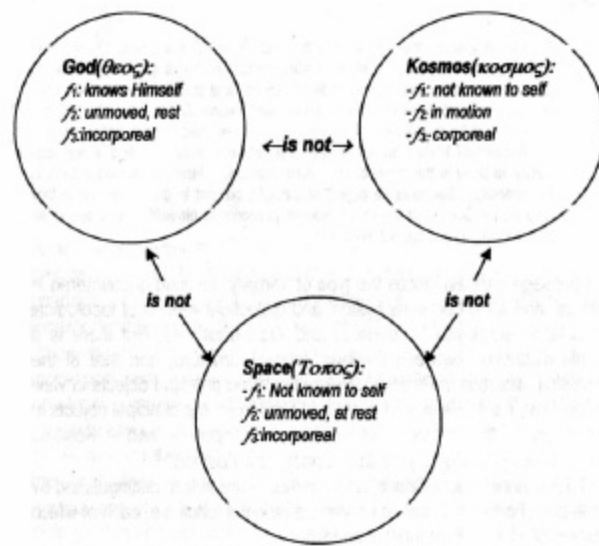 God(θεος):
f₁: knows Himself
f₂: unmoved, rest
f₂:incorporeal
Kosmos(κοσμος):
-f₁: not known to self
-f₂ in motion
-f₂-corporeal
←is not→
is not
is not
Space(Τοπος):
-f₁: Not known to self
f₂: unmoved, at rest
f₃:incorporeal